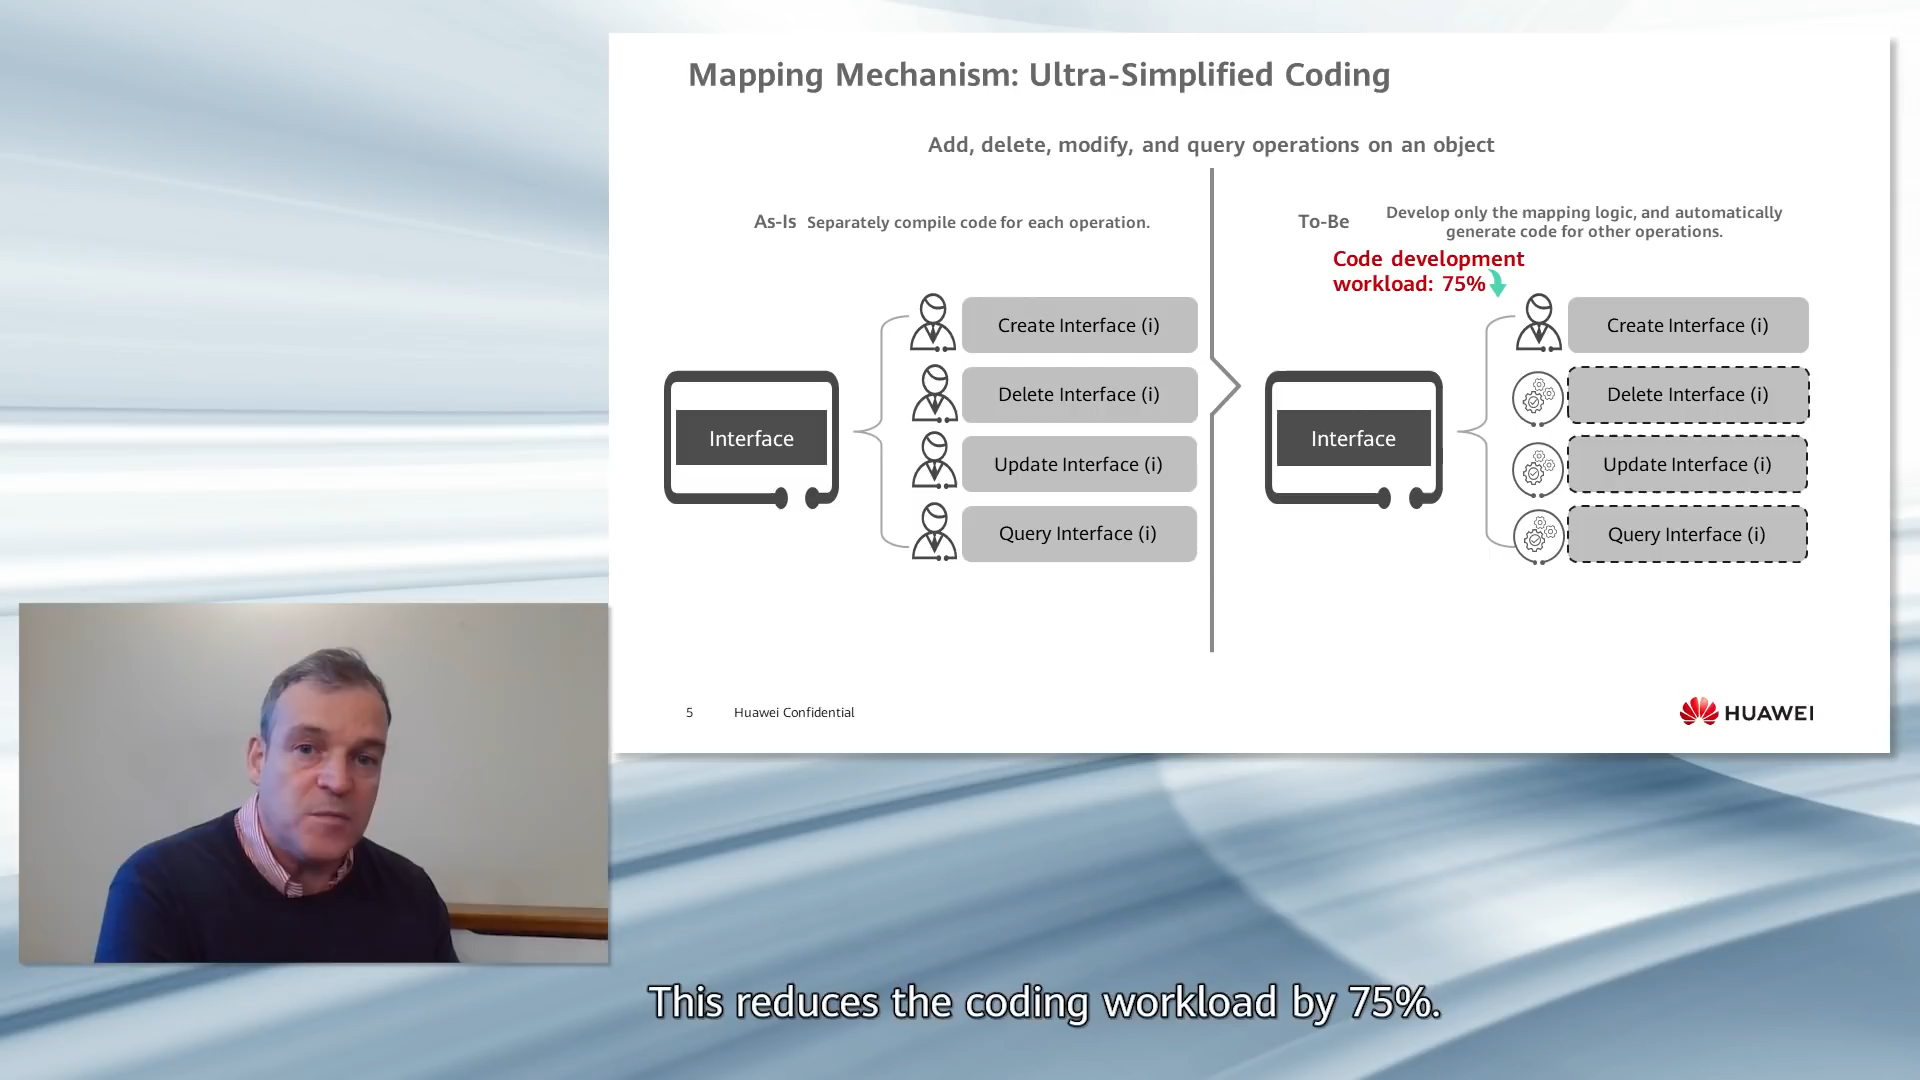 Mapping Mechanism: Ultra-Simplified Coding
Add, delete, modify, and query operations on an object
As-Is Separately compile code for each operation.
Create Interface (i)
Delete Interface (i)
Interface
Update Interface (i)
Query Interface (i)
To-Be
Develop only the mapping logic, and automatically
generate code for other operations.
Code development
workload: 75%
Create Interface (i)
Delete Interface (i)
Interface
Update Interface (i)
Query Interface (i)
5 Huawei Confidential
HUAWEI
This reduces the coding workload by 75%.